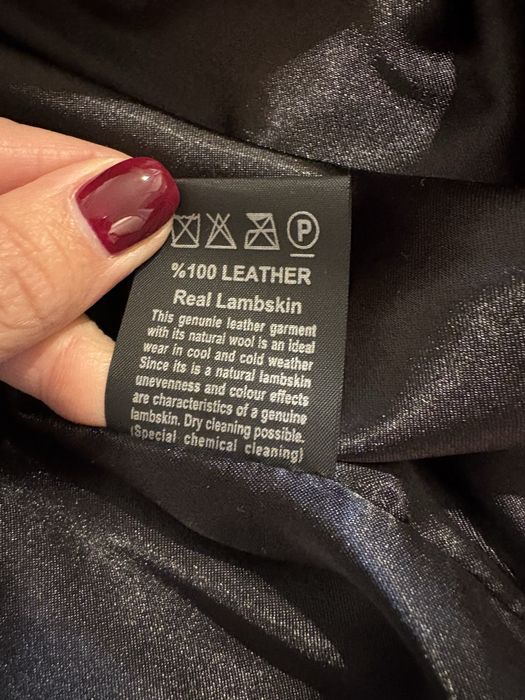 P
%100 LEATHER
Real Lambskin
This genunie leather garment
with its natural wool is an ideal
wear in cool and cold weather
Since its is a natural lambskin
unevenness and colour effects
are characteristics of a genuine
lambskin. Dry cleaning possible.
(Special chemical cleaning)